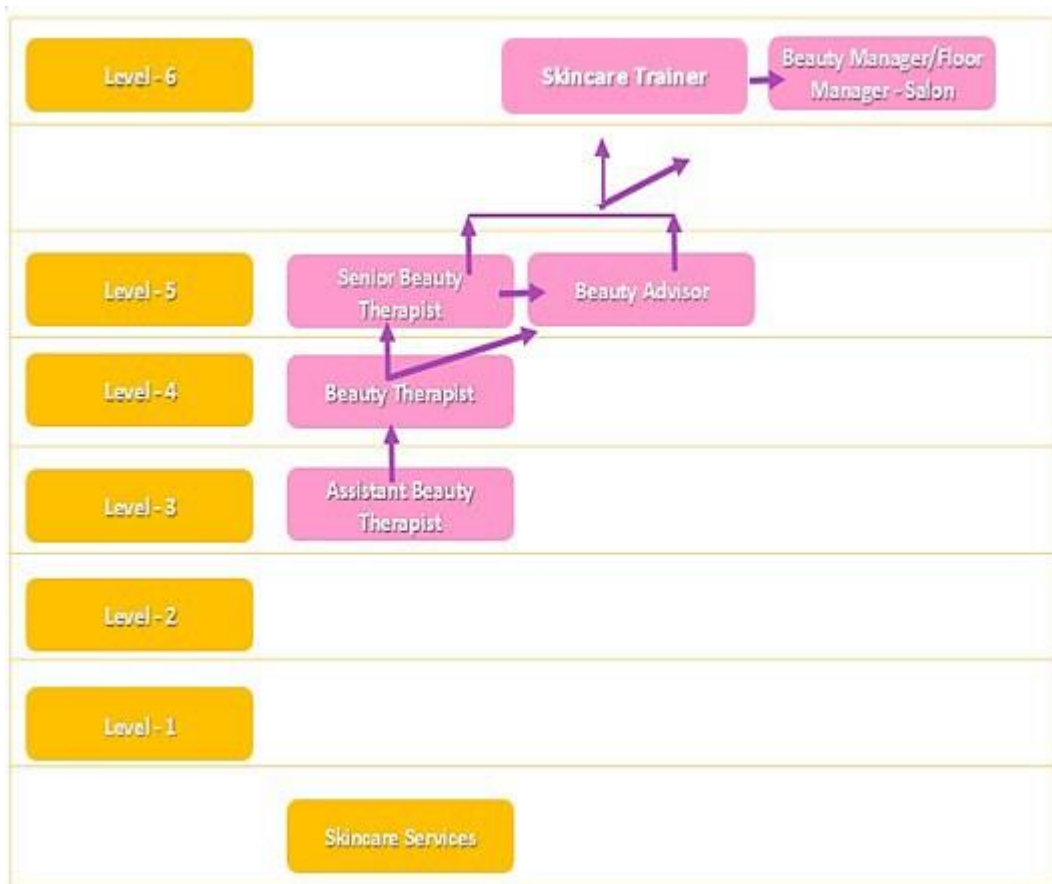 Level - 6
Skincare Trainer
Beauty Manager/Floor
Manager - Salon
Level - 5
Senior Beauty
Therapist
Beauty Advisor
Level - 4
Beauty Therapist
Level - 3
Assistant Beauty
Therapist
Level - 2
Level - 1
Skincare Services